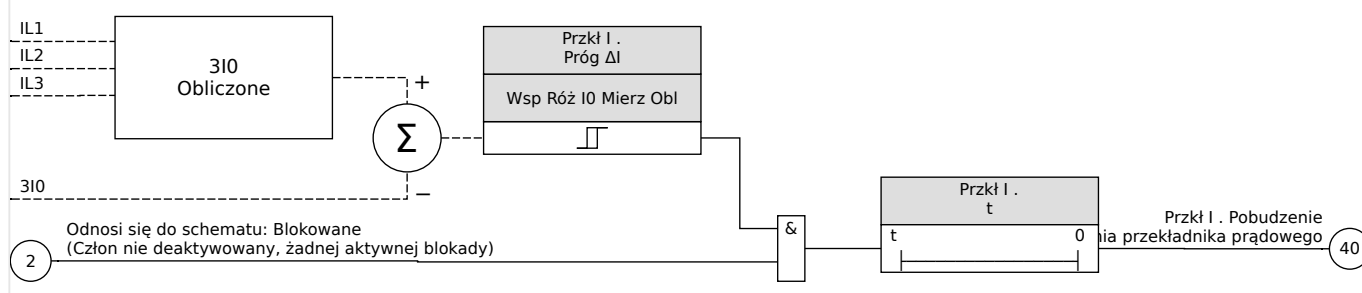 IL1
IL2
IL3
3I0
Obliczone
+
Σ
−
3I0
Przkł I .
Próg ΔI
Wsp Róż I0 Mierz Obl
Odnosi się do schematu: Blokowane
(Człon nie deaktywowany, żadnej aktywnej blokady)
2
&
Przkł I .
t
t 0
Przkł I . Pobudzenie
nia przekładnika prądowego
40